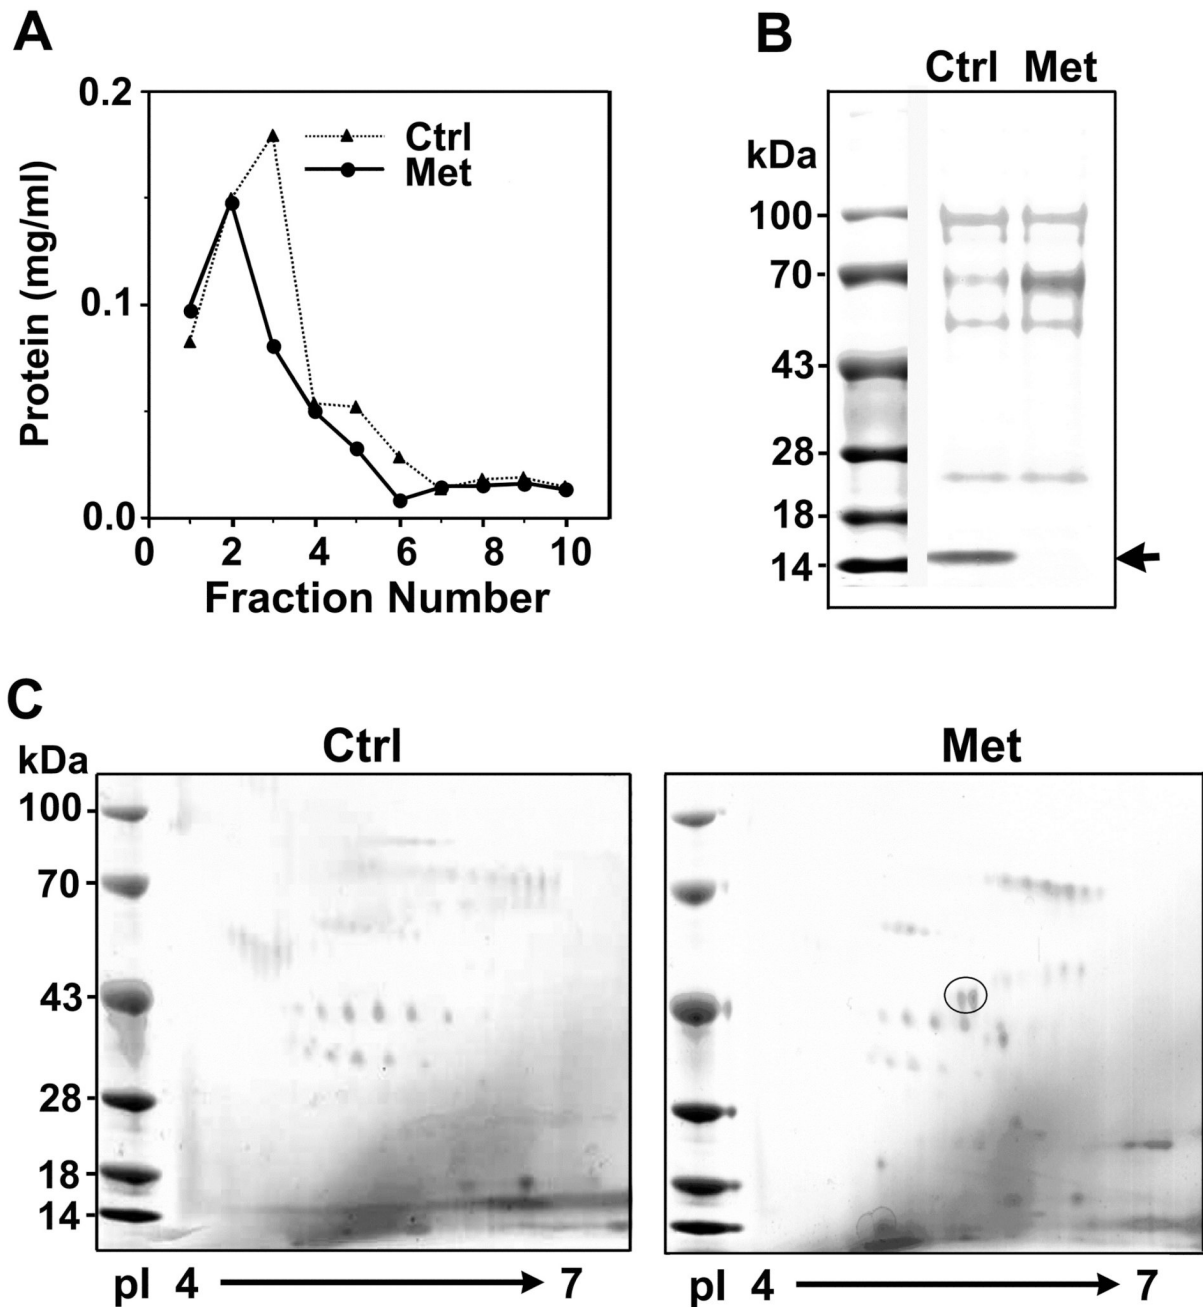 A
0.2
0.1
0.0
Protein (mg/ml)
Ctrl
Met
0 2 4 6 8 10
Fraction Number
B
Ctrl Met
kDa
100
70
43
28
18
14
C
Ctrl
Met
kDa
100
70
43
28
18
14
pI 4 7
pI 4 7